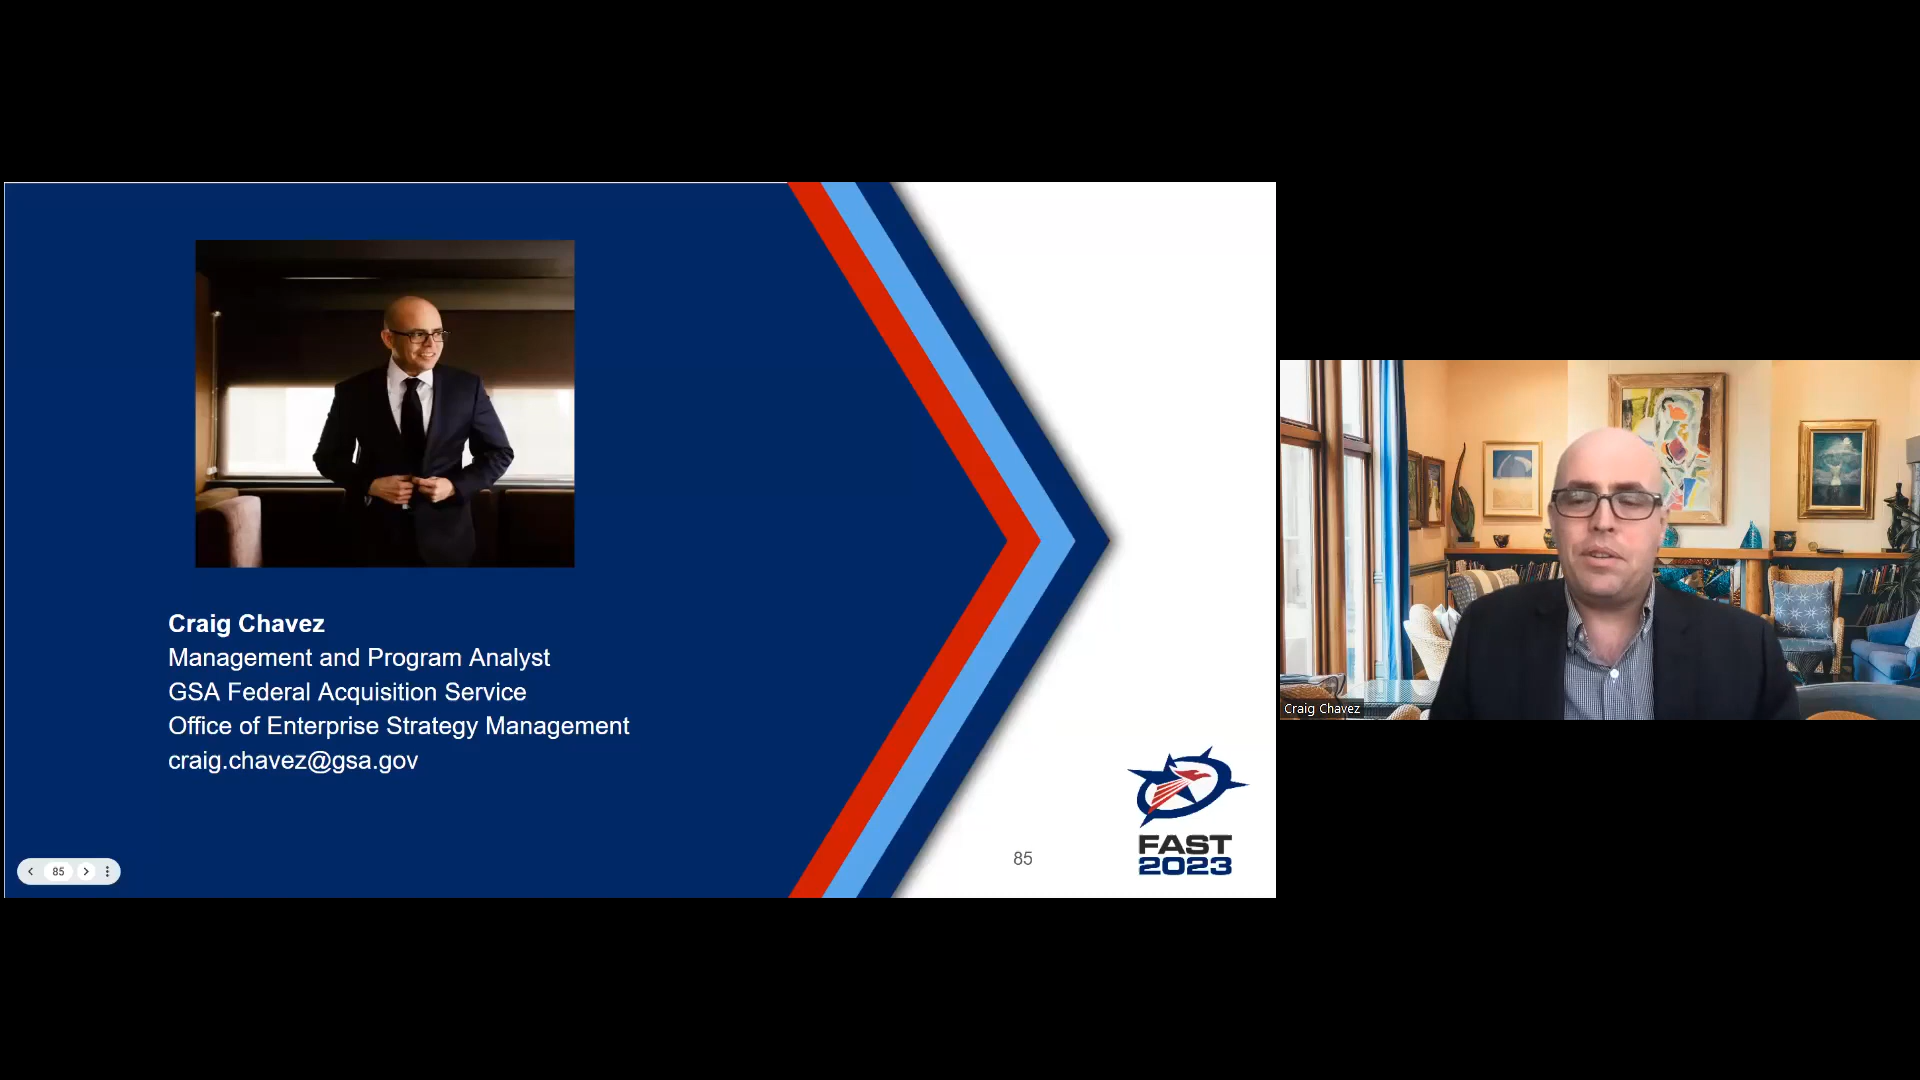 Craig Chavez
Management and Program Analyst
GSA Federal Acquisition Service
Office of Enterprise Strategy Management
craig.chavez@gsa.gov
85
85
FAST
2023
Craig Chavez